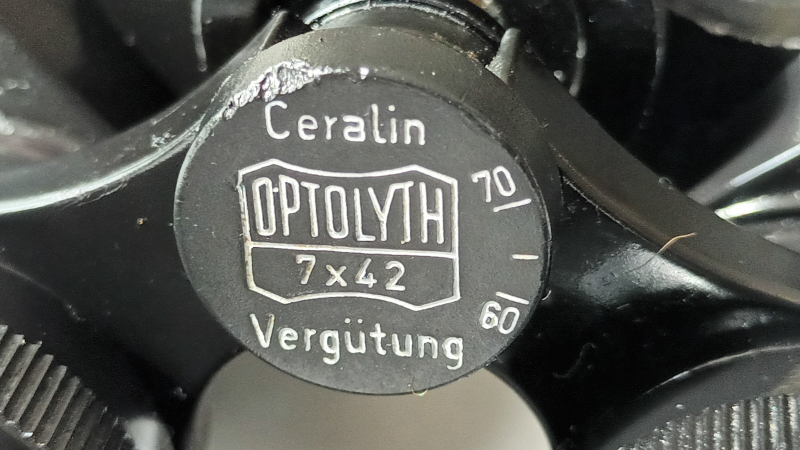 Ceralin
OPTOLYTH
7x42
Vergütung
70
60